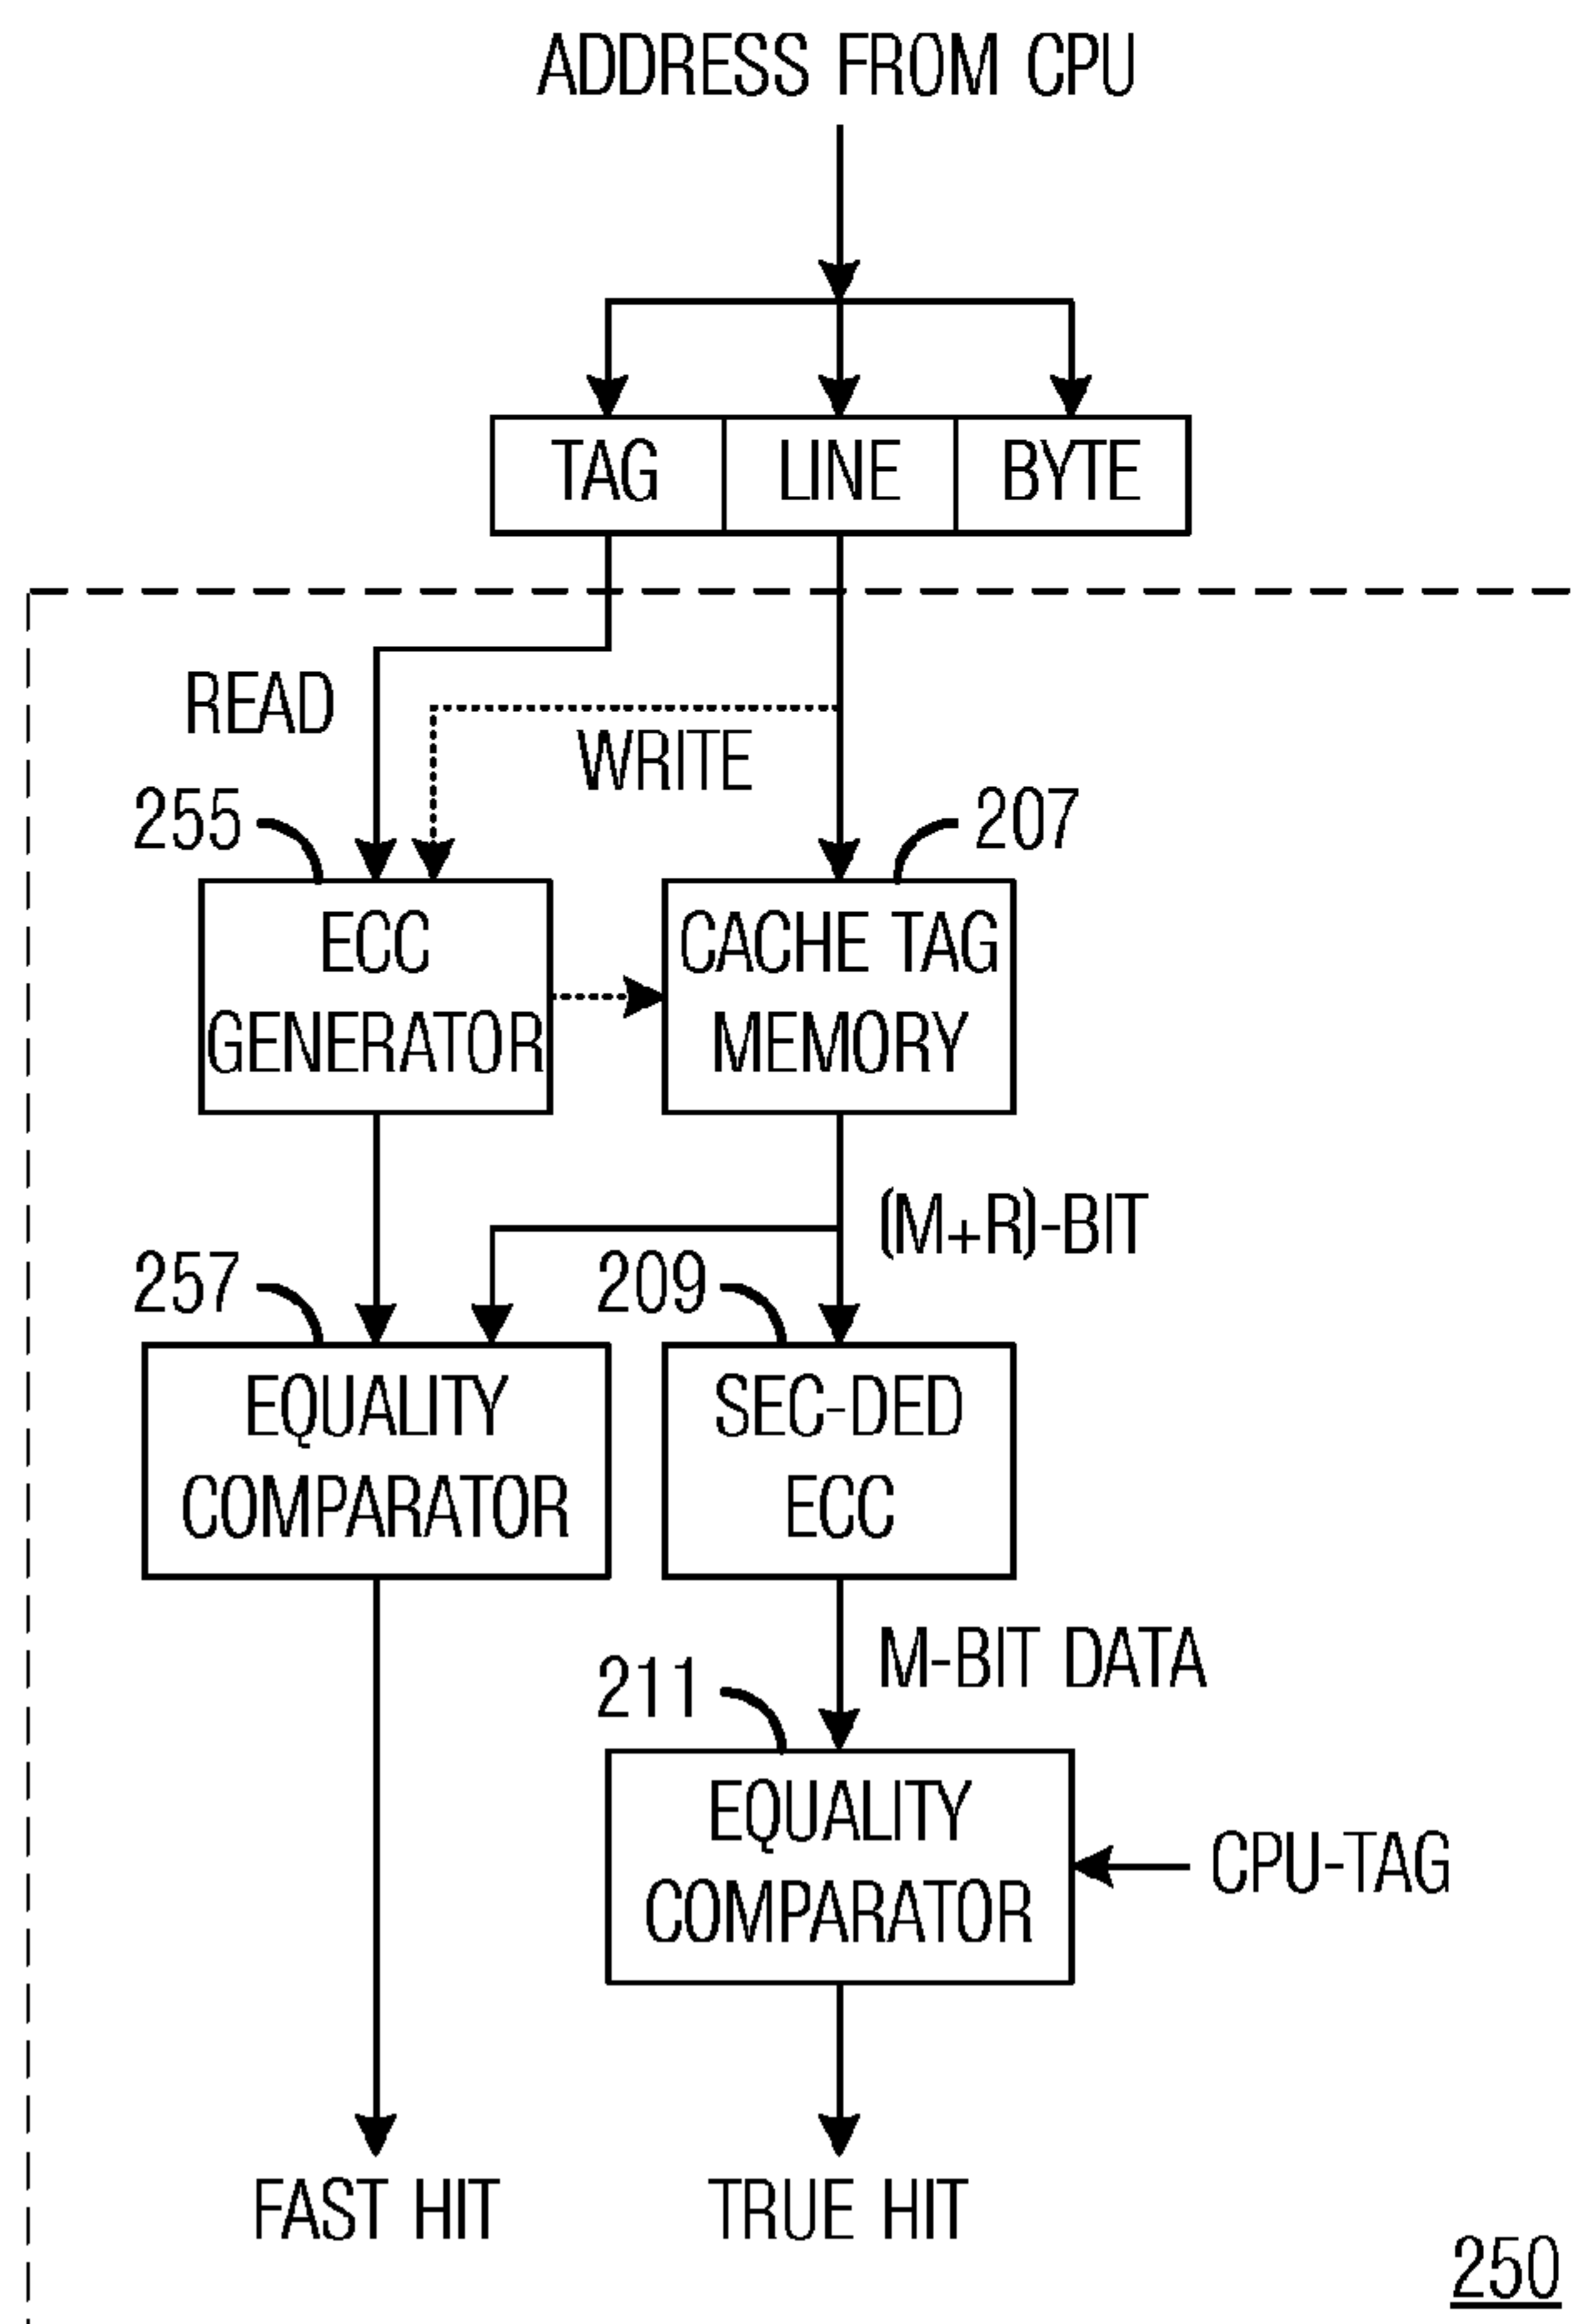 ADDRESS FROM CPU
TAG LINE BYTE
READ
WRITE
255
207
ECC
GENERATOR
CACHE TAG
MEMORY
(M+R)-BIT
257
209
EQUALITY
COMPARATOR
SEC-DED
ECC
M-BIT DATA
211
EQUALITY
COMPARATOR
CPU-TAG
FAST HIT
TRUE HIT
250